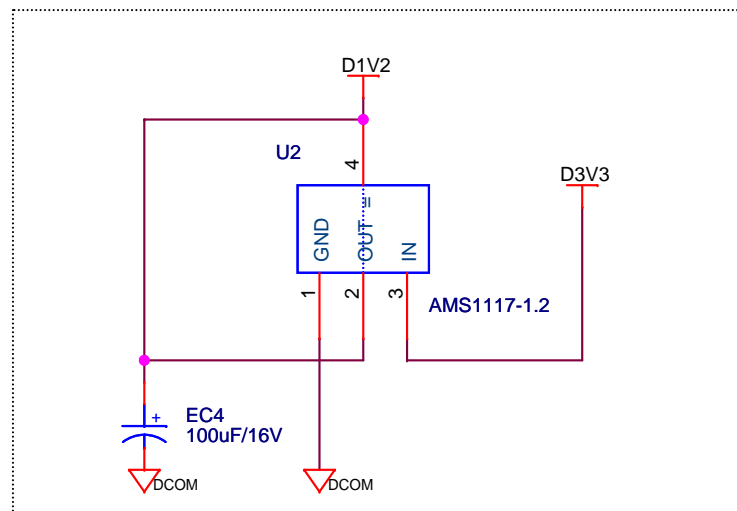 D1V2
U2
4
D3V3
GND
OUT
=
IN
1
2
3
AMS1117-1.2
+
EC4
100uF/16V
DCOM
DCOM